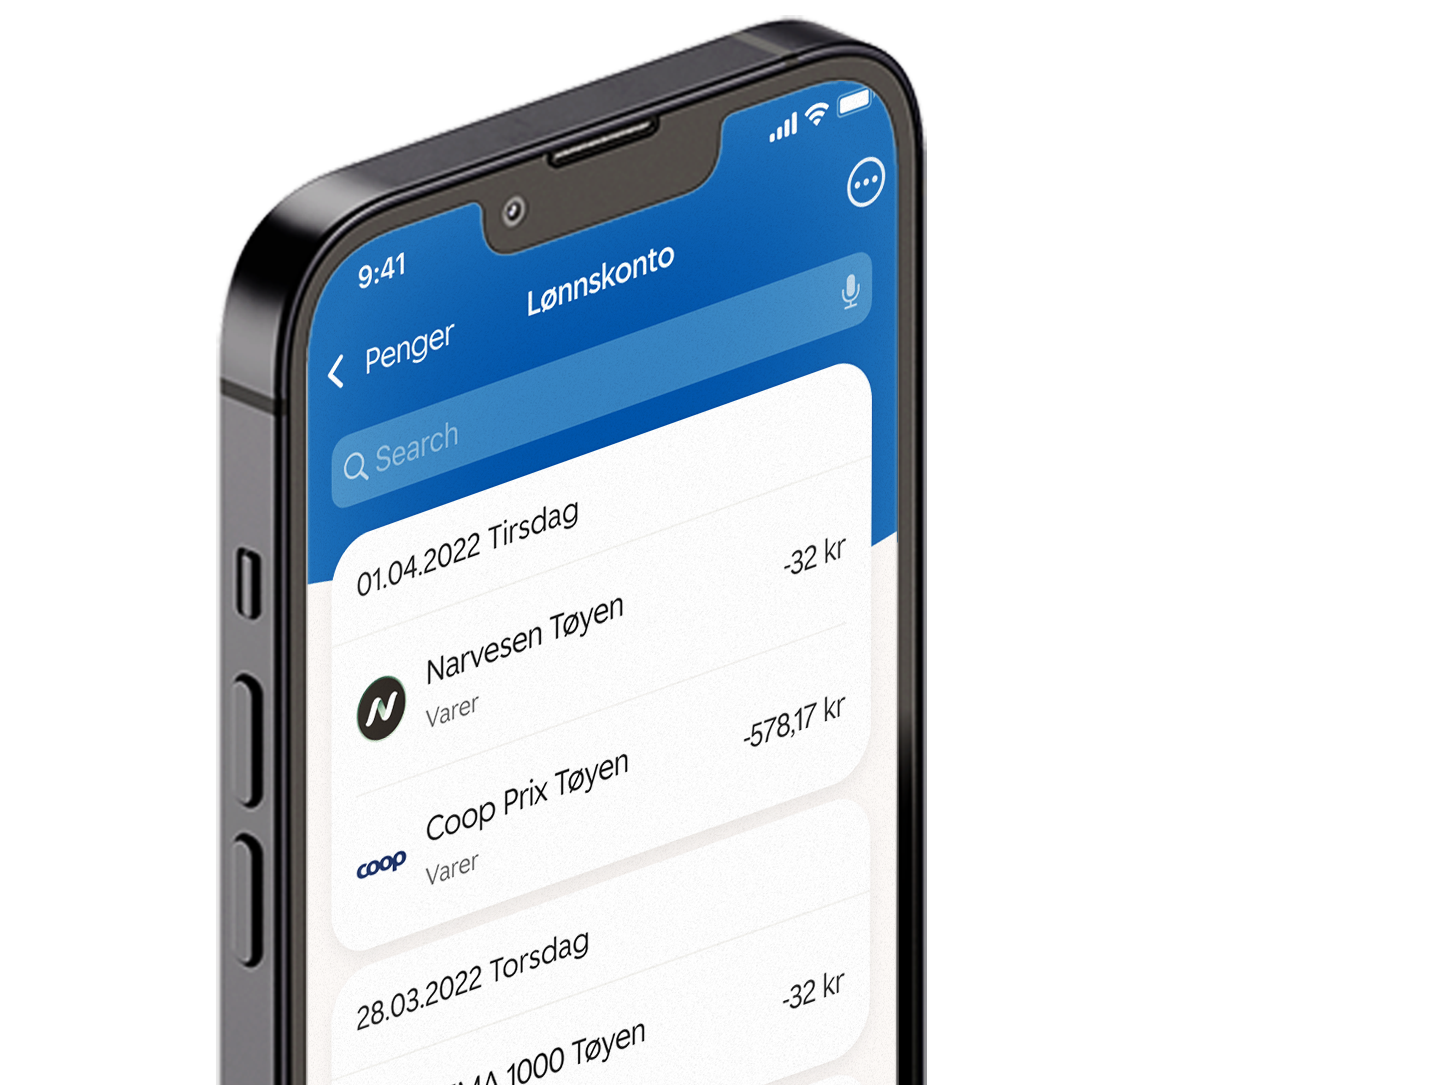 9:41
Lønnskonto
Penger
Search
01.04.2022 Tirsdag
Narvesen Tøyen
-32 kr
Varer
Coop Prix Tøyen
-578,17 kr
coop
Varer
28.03.2022 Torsdag
1000 Tøyen
-32 kr